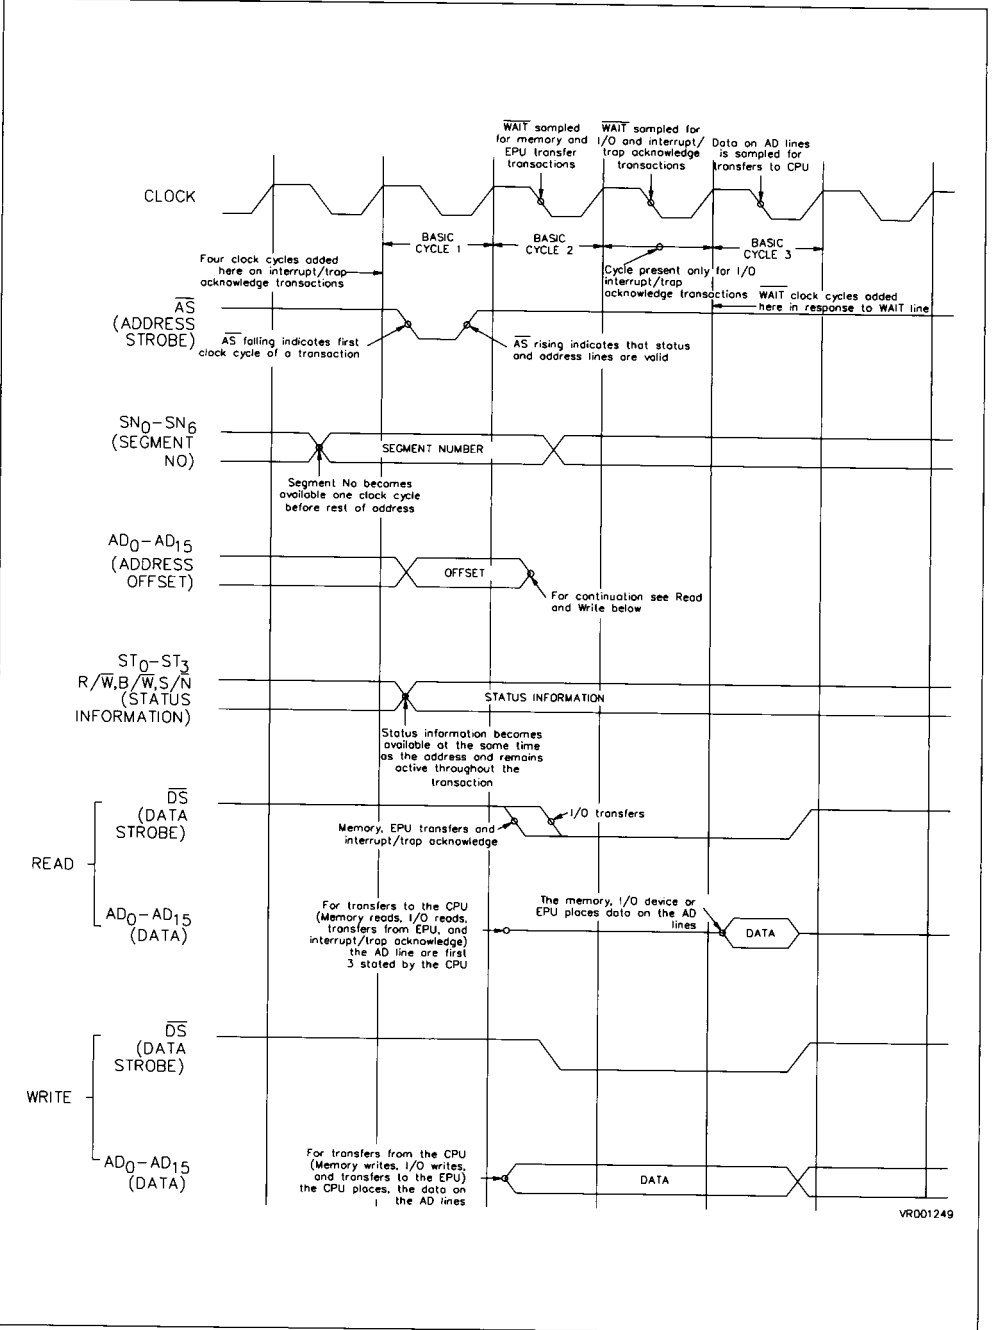 WAIT sampled
for memory and
EPU transfer
transactions
WAIT sampled for
I/O and interrupt/
trap acknowledge
transactions
Data on AD lines
is sampled for
transfers to CPU
CLOCK
BASIC
CYCLE 1
BASIC
CYCLE 2
BASIC
CYCLE 3
Four clock cycles added
here on interrupt/trap
acknowledge transactions
Cycle present only for I/O
interrupt/trap
acknowledge transactions
WAIT clock cycles added
here in response to WAIT line
AS
(ADDRESS
STROBE)
AS falling indicates first
clock cycle of a transaction
AS rising indicates that status
and address lines are valid
SN0-SN6
(SEGMENT
NO)
SEGMENT NUMBER
Segment No becomes
available one clock cycle
before rest of address
AD0-AD15
(ADDRESS
OFFSET)
OFFSET
For continuation see Read
and Write below
ST0-ST3
R/W,B/W,S/N
(STATUS
INFORMATION)
STATUS INFORMATION
Status information becomes
available at the same time
as the address and remains
active throughout the
transaction
READ
DS
(DATA
STROBE)
I/O transfers
Memory, EPU transfers and
interrupt/trap acknowledge
AD0-AD15
(DATA)
For transfers to the CPU
(Memory reads, I/O reads,
transfers from EPU, and
interrupt/trap acknowledge)
the AD line are first
3 stated by the CPU
The memory, I/O device or
EPU places data on the AD
lines
DATA
WRITE
DS
(DATA
STROBE)
AD0-AD15
(DATA)
For transfers from the CPU
(Memory writes, I/O writes,
and transfers to the EPU)
the CPU places, the data on
the AD lines
DATA
VR001249